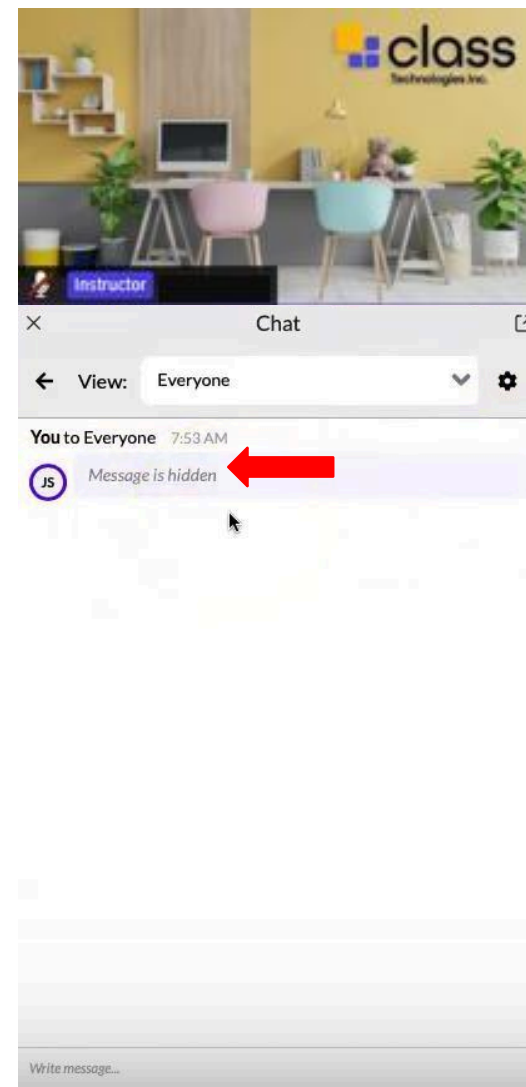 class
Technologies Inc.
Instructor
Chat
View: Everyone
You to Everyone 7:53 AM
JS Message is hidden
Write message...